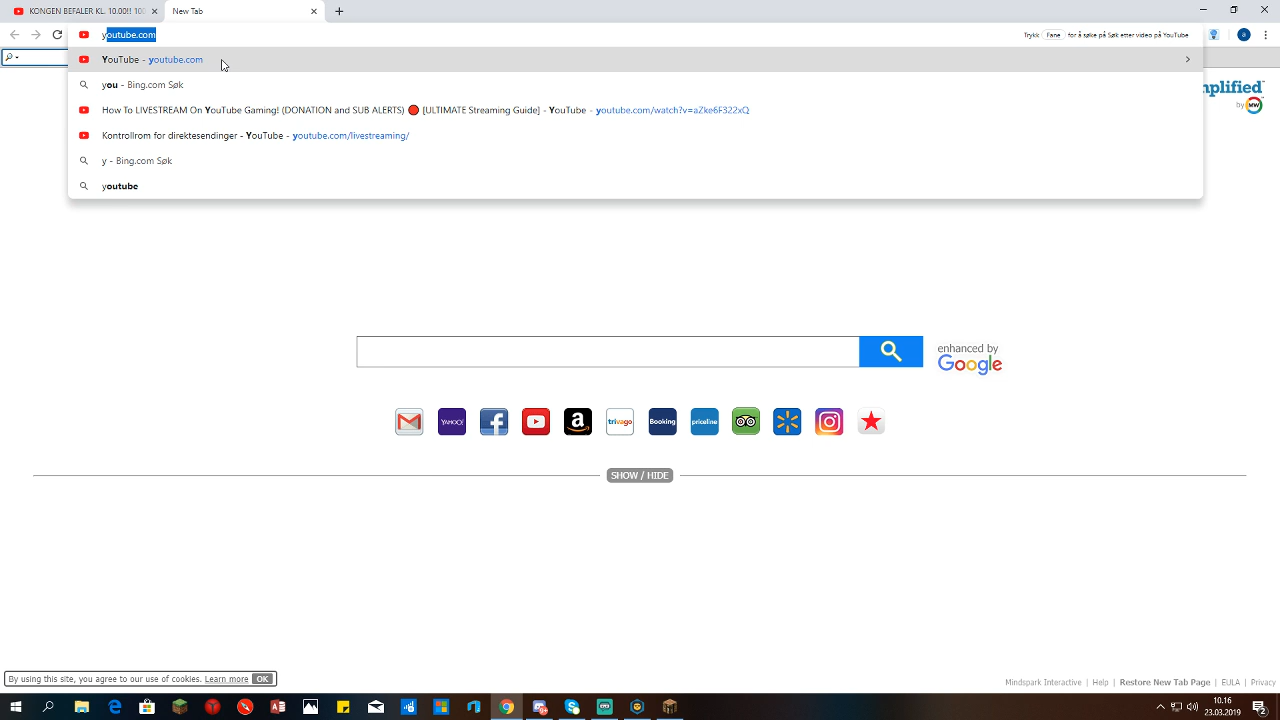 KONGEN BEFALER KL. 10.00!! 10
New Tab
youtube.com
Trykk Fane for å søke på Søk etter video på YouTube
YouTube - youtube.com
you - Bing.com Søk
How To LIVESTREAM On YouTube Gaming! (DONATION and SUB ALERTS) 🔴 [ULTIMATE Streaming Guide] - YouTube - youtube.com/watch?v=aZke6F322xQ
Kontrollrom for direktesendinger - YouTube - youtube.com/livestreaming/
y - Bing.com Søk
youtube
mplified™
by MW
enhanced by
Google
YAHOO!
trivago
Booking
priceline
SHOW / HIDE
By using this site, you agree to our use of cookies. Learn more OK
Mindspark Interactive | Help | Restore New Tab Page | EULA | Privacy
10.16
23.03.2019